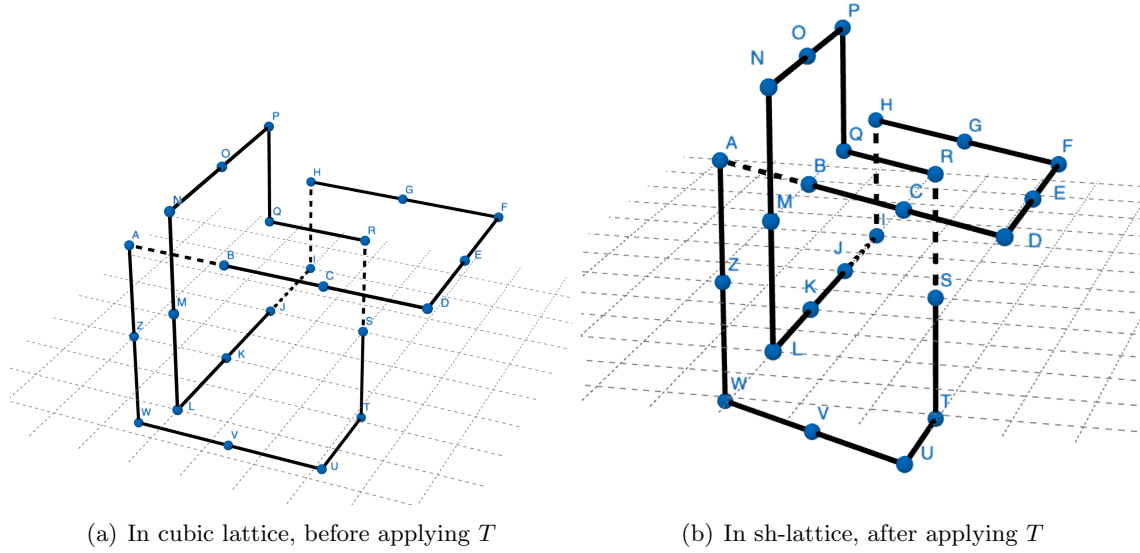 P
O
N
H
G
F
Q
R
A
B
I
E
C
D
J
Z
M
S
K
L
W
T
V
U
P
O
N
H
G
Q
A
R
F
B
E
C
M
I
D
J
Z
K
S
L
W
T
V
U
(a) In cubic lattice, before applying T
(b) In sh-lattice, after applying T